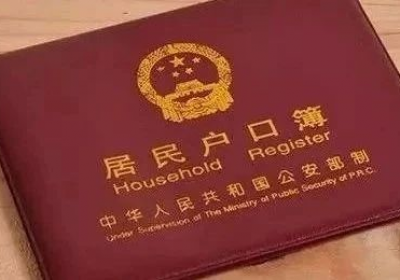 居民户口簿
Household Register
中华人民共和国公安部制
Under Supervision of The Ministry of Public Security of P.R.C.